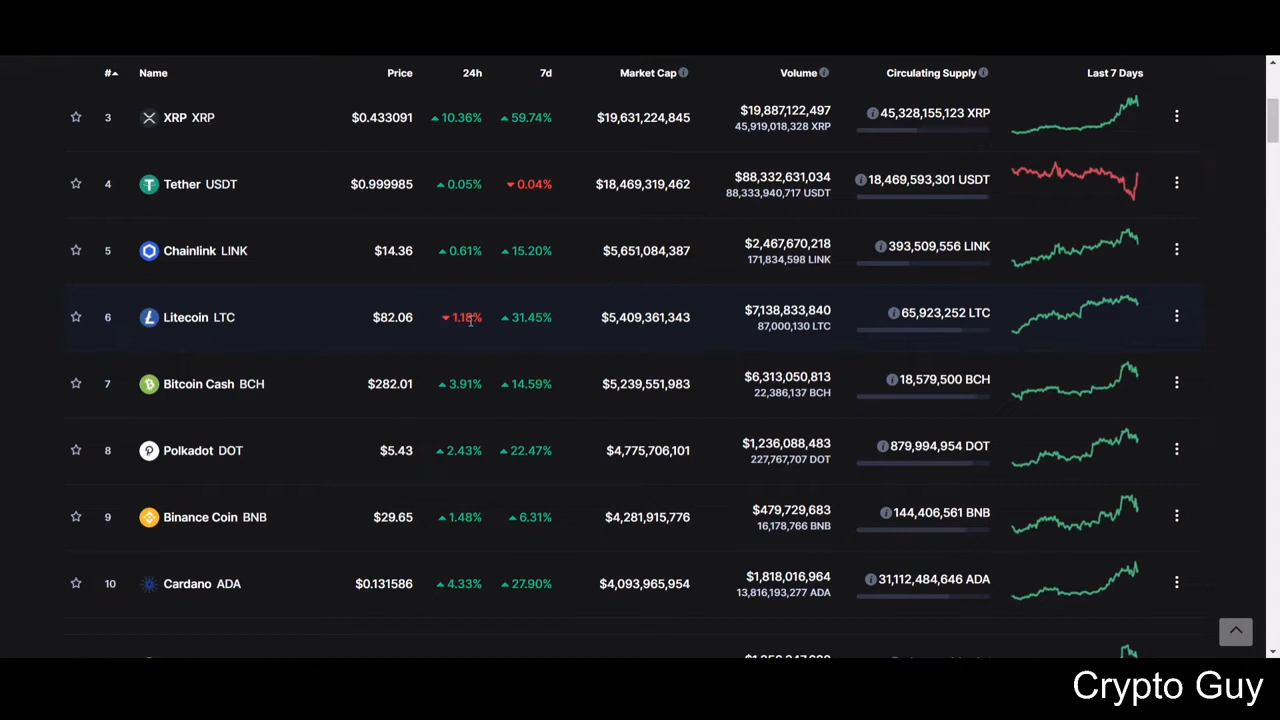 # Name Price 24h 7d Market Cap Volume Circulating Supply Last 7 Days
3 XRP XRP $0.433091 10.36% 59.74% $19,631,224,845 $19,887,122,497 45,328,155,123 XRP
45,919,018,328 XRP
4 Tether USDT $0.999985 0.05% 0.04% $18,469,319,462 $88,332,631,034 18,469,593,301 USDT
88,333,940,717 USDT
5 Chainlink LINK $14.36 0.61% 15.20% $5,651,084,387 $2,467,670,218 393,509,556 LINK
171,834,598 LINK
6 Litecoin LTC $82.06 1.18% 31.45% $5,409,361,343 $7,138,833,840 65,923,252 LTC
87,000,130 LTC
7 Bitcoin Cash BCH $282.01 3.91% 14.59% $5,239,551,983 $6,313,050,813 18,579,500 BCH
22,386,137 BCH
8 Polkadot DOT $5.43 2.43% 22.47% $4,775,706,101 $1,236,088,483 879,994,954 DOT
227,767,707 DOT
9 Binance Coin BNB $29.65 1.48% 6.31% $4,281,915,776 $479,729,683 144,406,561 BNB
16,178,766 BNB
10 Cardano ADA $0.131586 4.33% 27.90% $4,093,965,954 $1,818,016,964 31,112,484,646 ADA
13,816,193,277 ADA
Crypto Guy